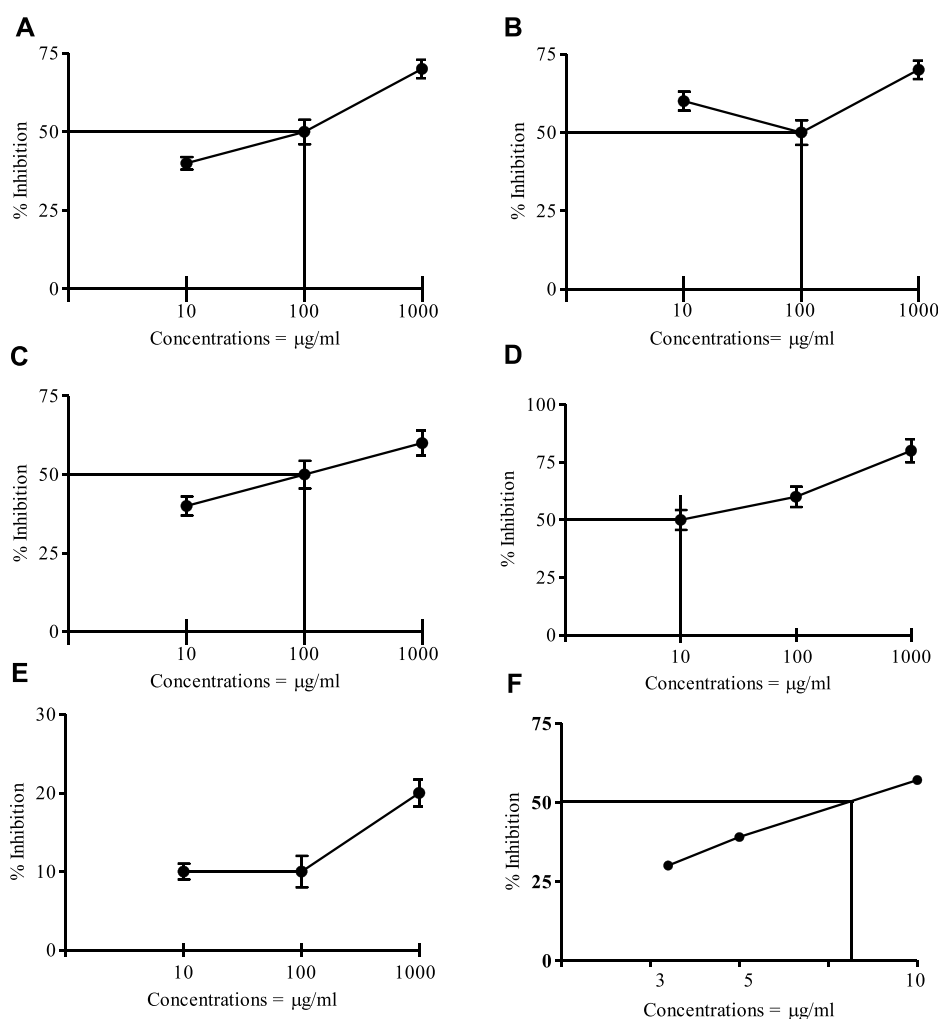 A
75
50
25
0
% Inhibition
10 100 1000
Concentrations = μg/ml
B
75
50
25
0
% Inhibition
10 100 1000
Concentrations= μg/ml
C
75
50
25
0
% Inhibition
10 100 1000
Concentrations = μg/ml
D
100
75
50
25
0
% Inhibition
10 100 1000
Concentrations = μg/ml
E
30
20
10
0
% Inhibition
10 100 1000
Concentrations = μg/ml
F
75
50
25
0
% Inhibition
3 5 10
Concentrations = μg/ml